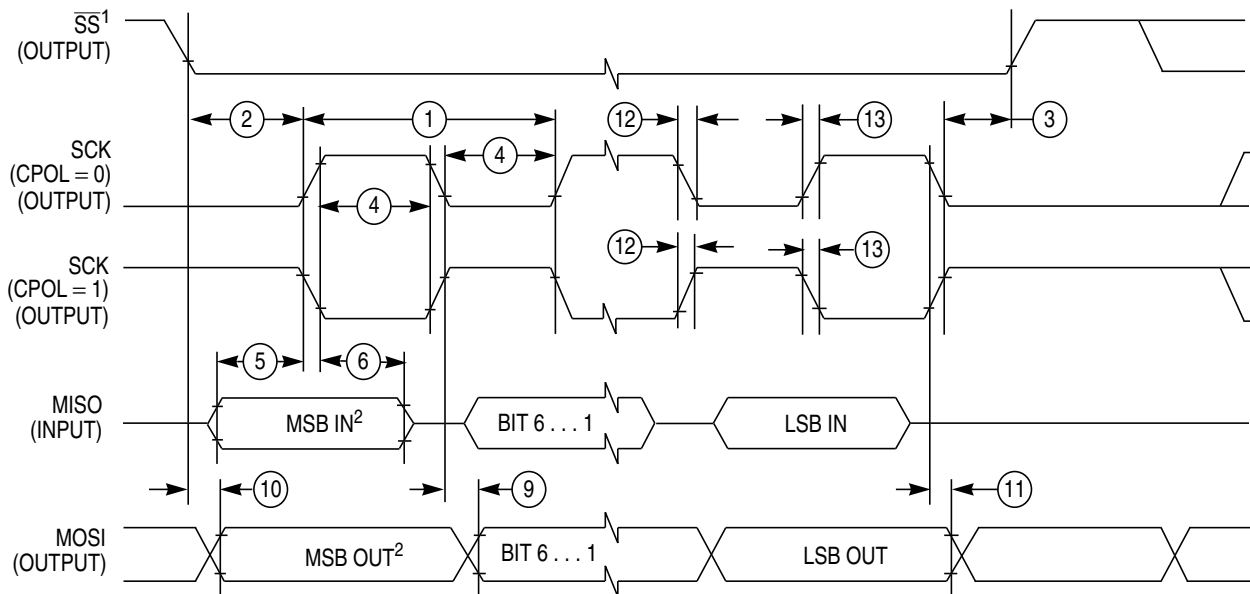 SS¹
(OUTPUT)
2
1
12
13
3
SCK
(CPOL = 0)
(OUTPUT)
4
4
12
13
SCK
(CPOL = 1)
(OUTPUT)
5
6
MISO
(INPUT)
MSB IN²
BIT 6 . . . 1
LSB IN
10
9
11
MOSI
(OUTPUT)
MSB OUT²
BIT 6 . . . 1
LSB OUT